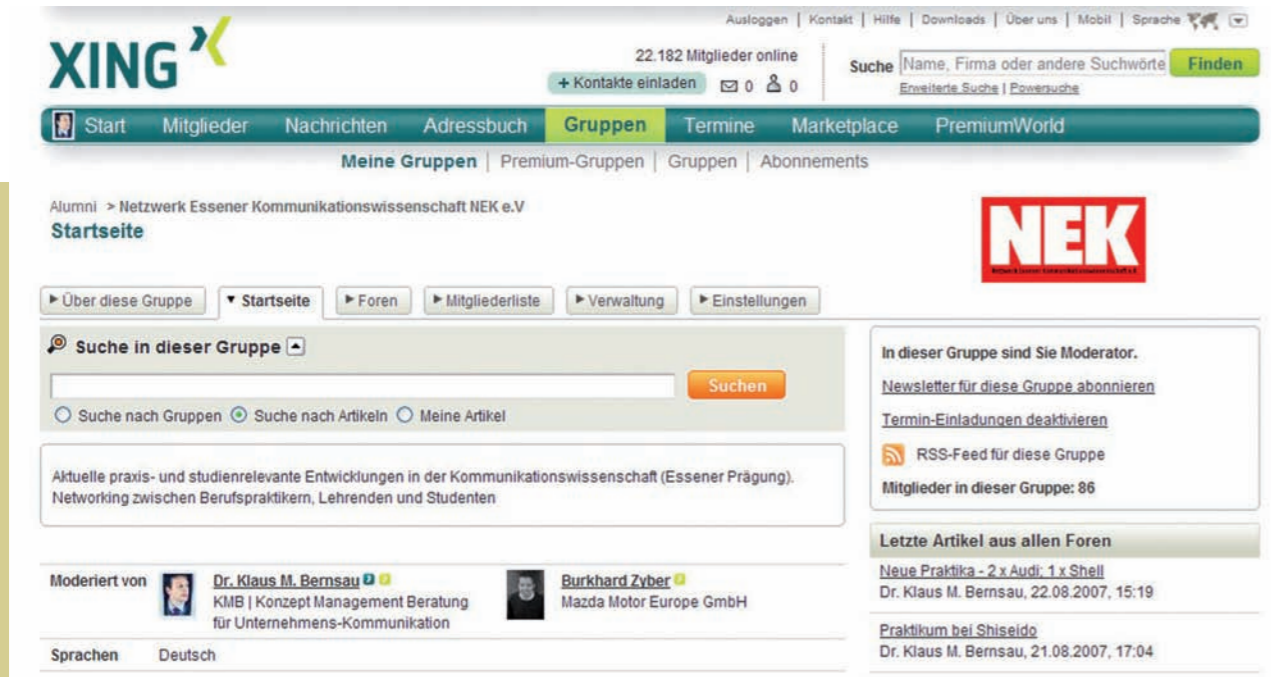 Ausloggen | Kontakt | Hilfe | Downloads | Über uns | Mobil | Sprache
XING
22.182 Mitglieder online
+ Kontakte einladen 0 0
Suche Name, Firma oder andere Suchwörte Finden
Erweiterte Suche | Powersuche
Start Mitglieder Nachrichten Adressbuch Gruppen Termine Marketplace PremiumWorld
Meine Gruppen | Premium-Gruppen | Gruppen | Abonnements
Alumni > Netzwerk Essener Kommunikationswissenschaft NEK e.V
Startseite
NEK
Netzwerk Essener Kommunikationswissenschaft e.V.
Über diese Gruppe Startseite Foren Mitgliederliste Verwaltung Einstellungen
Suche in dieser Gruppe
Suchen
Suche nach Gruppen Suche nach Artikeln Meine Artikel
Aktuelle praxis- und studienrelevante Entwicklungen in der Kommunikationswissenschaft (Essener Prägung).
Networking zwischen Berufspraktikern, Lehrenden und Studenten
Moderiert von
Dr. Klaus M. Bernsau
KMB | Konzept Management Beratung
für Unternehmens-Kommunikation
Burkhard Zyber
Mazda Motor Europe GmbH
Sprachen Deutsch
In dieser Gruppe sind Sie Moderator.
Newsletter für diese Gruppe abonnieren
Termin-Einladungen deaktivieren
RSS-Feed für diese Gruppe
Mitglieder in dieser Gruppe: 86
Letzte Artikel aus allen Foren
Neue Praktika - 2 x Audi; 1 x Shell
Dr. Klaus M. Bernsau, 22.08.2007, 15:19
Praktikum bei Shiseido
Dr. Klaus M. Bernsau, 21.08.2007, 17:04